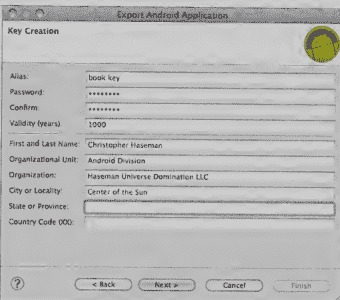 Export Android Application
Key Creation
Alias: book key
Password: ••••••••
Confirm: ••••••••
Validity (years): 1000
First and Last Name: Christopher Haseman
Organizational Unit: Android Division
Organization: Haseman Universe Domination LLC
City or Locality: Center of the Sun
State or Province:
Country Code (XX):
? < Back Next > Cancel Finish